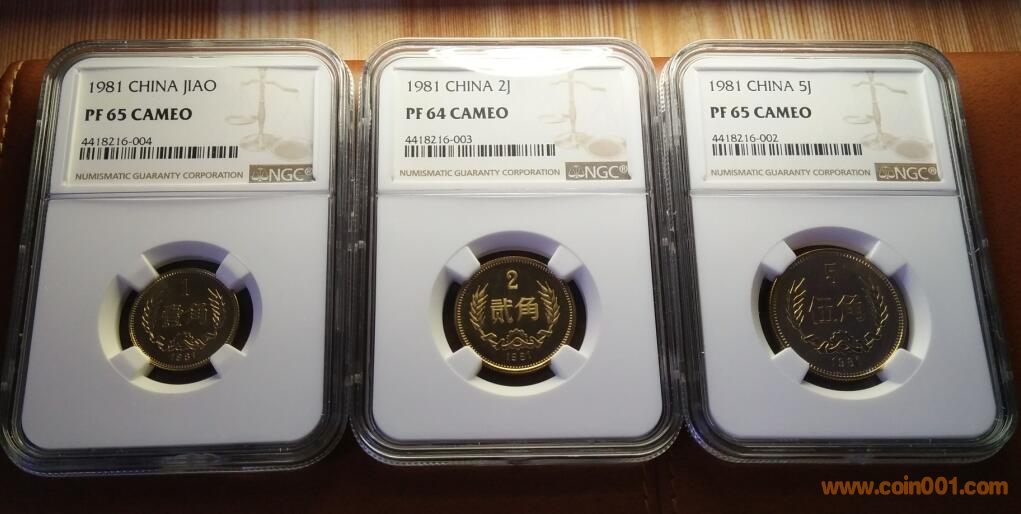 1981 CHINA JIAO
PF 65 CAMEO
4418216-004
NUMISMATIC GUARANTY CORPORATION NGC®
1
壹角
1981
1981 CHINA 2J
PF 64 CAMEO
4418216-003
NUMISMATIC GUARANTY CORPORATION NGC®
2
贰角
1981
1981 CHINA 5J
PF 65 CAMEO
4418216-002
NUMISMATIC GUARANTY CORPORATION NGC®
5
伍角
1981
www.coin001.com